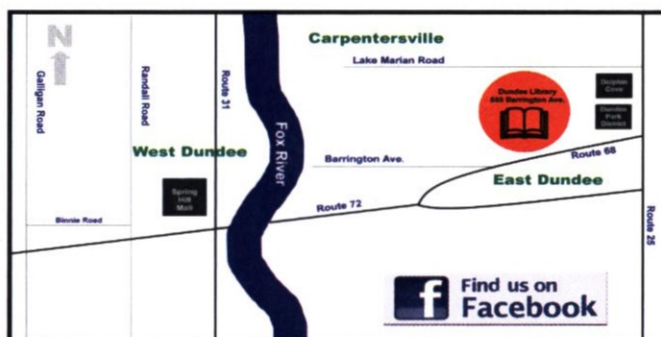 N
Carpentersville
Lake Marian Road
Galligan Road
Randall Road
Route 31
Dundee Library
555 Barrington Ave.
Dolphin
Cove
Dundee
Park
District
Fox River
West Dundee
Barrington Ave.
Route 68
East Dundee
Spring
Hill
Mall
Route 72
Binnie Road
Route 25
f
Find us on
Facebook